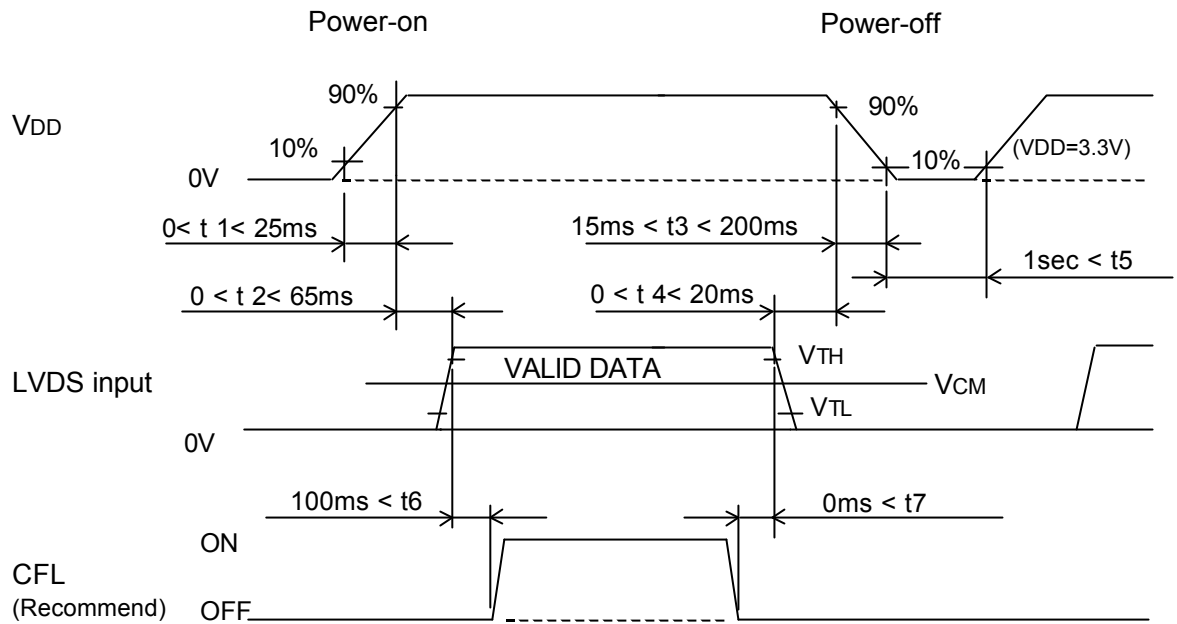 Power-on Power-off
90% 90%
VDD
10% 10% (VDD=3.3V)
0V
0< t 1< 25ms 15ms < t3 < 200ms
1sec < t5
0 < t 2< 65ms 0 < t 4< 20ms
VTH
VALID DATA
LVDS input VCM
VTL
0V
100ms < t6 0ms < t7
ON
CFL
(Recommend) OFF